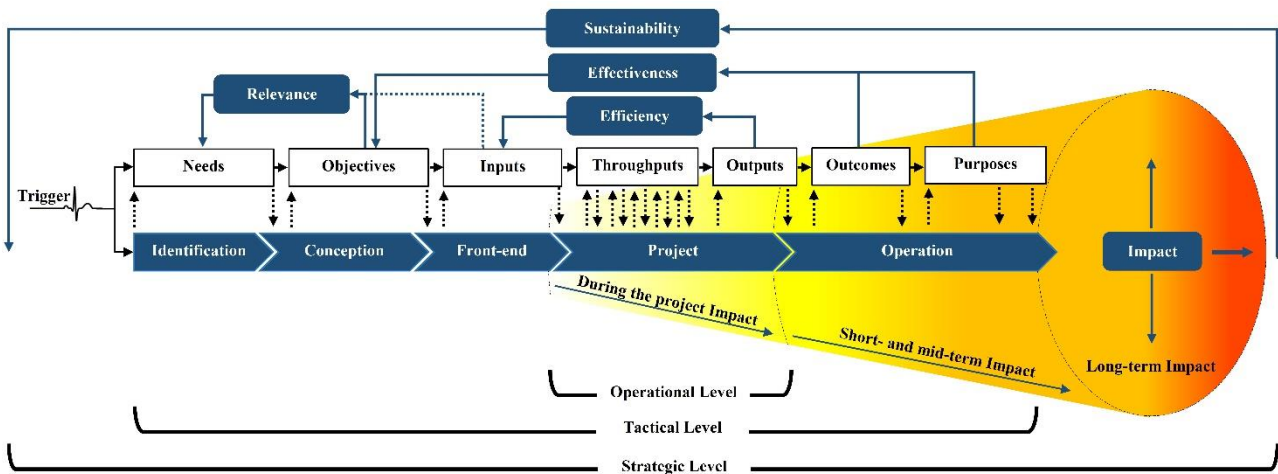 Sustainability
Effectiveness
Relevance
Efficiency
Needs
Objectives
Inputs
Throughputs
Outputs
Outcomes
Purposes
Trigger
Identification
Conception
Front-end
Project
Operation
Impact
During the project Impact
Short- and mid-term Impact
Long-term Impact
Operational Level
Tactical Level
Strategic Level